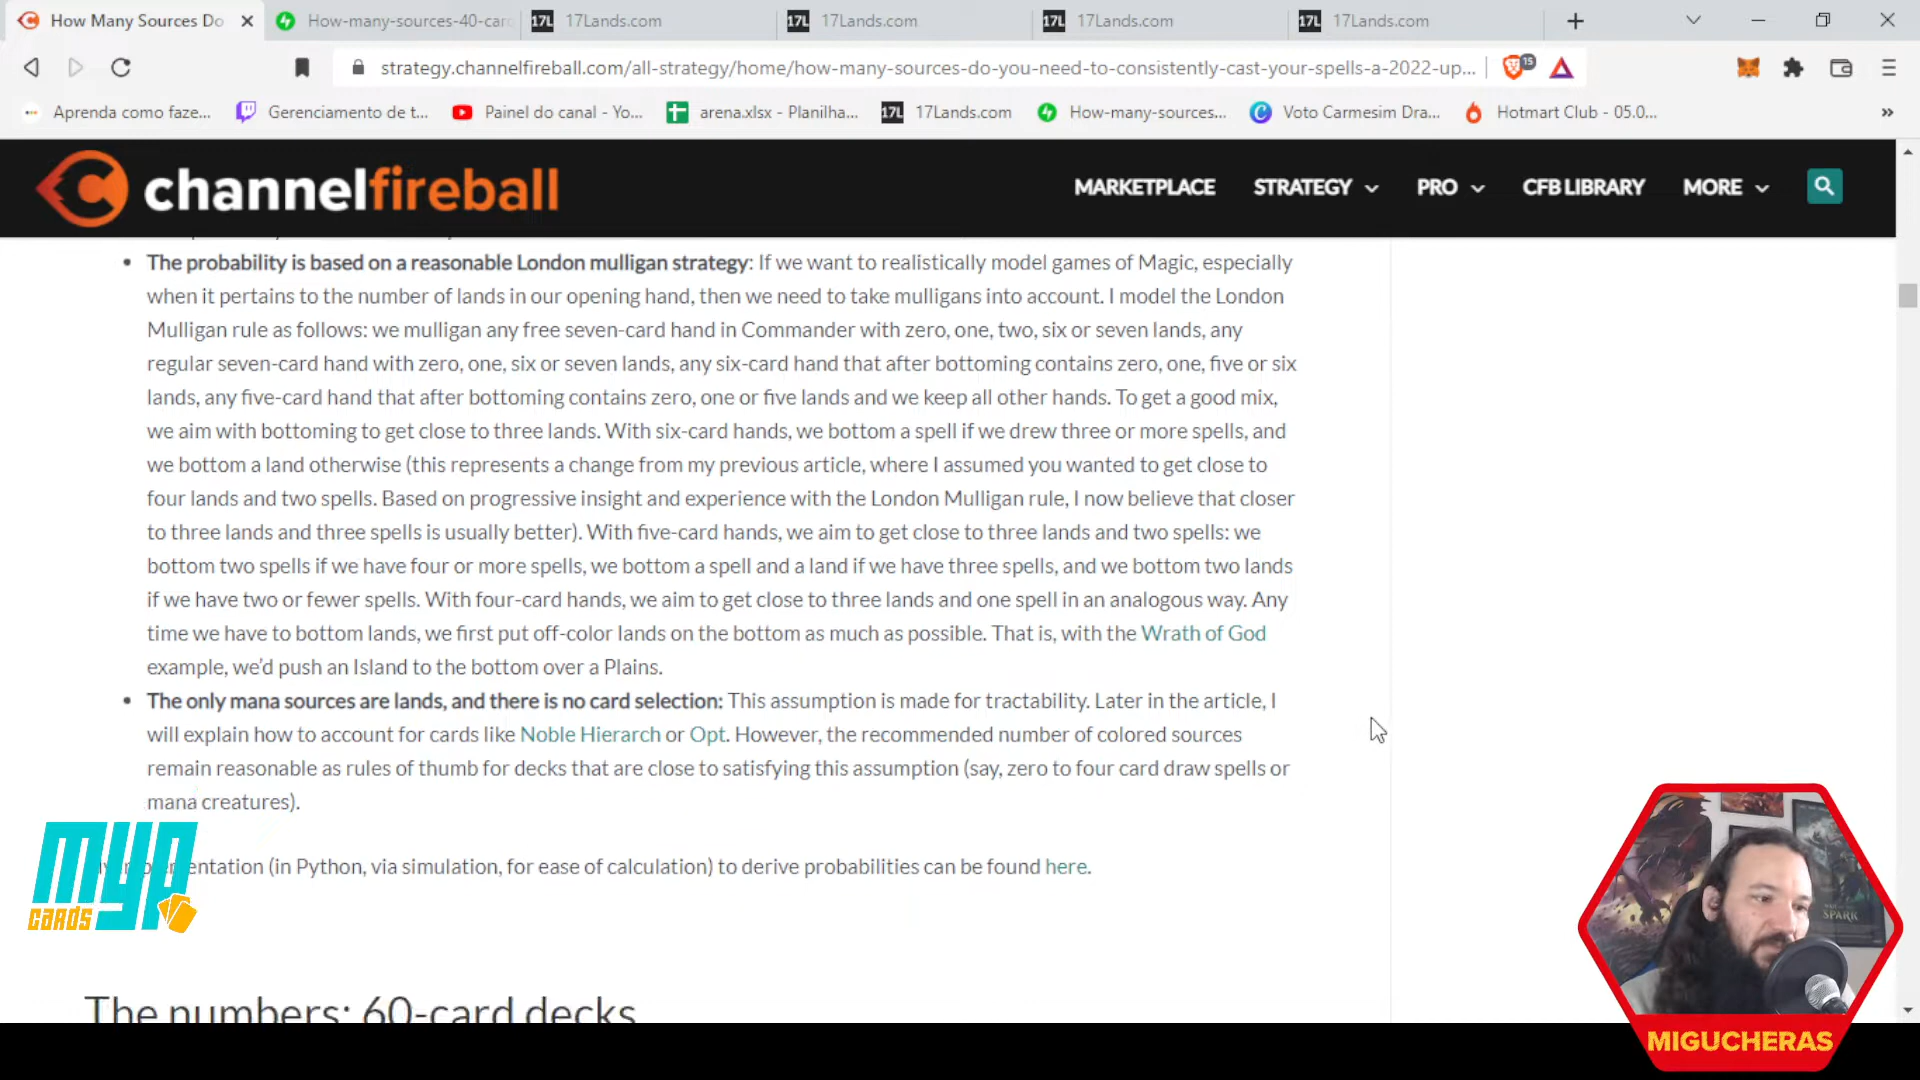 How Many Sources Do
How-many-sources-40-car
17L 17Lands.com
17L 17Lands.com
17L 17Lands.com
17L 17Lands.com
strategy.channelfireball.com/all-strategy/home/how-many-sources-do-you-need-to-consistently-cast-your-spells-a-2022-up...
15
Aprenda como faze...
Gerenciamento de t...
Painel do canal - Yo...
arena.xlsx - Planilha...
17L 17Lands.com
How-many-sources...
Voto Carmesim Dra...
Hotmart Club - 05.0...
channelfireball
MARKETPLACE
STRATEGY
PRO
CFB LIBRARY
MORE
• The probability is based on a reasonable London mulligan strategy: If we want to realistically model games of Magic, especially
when it pertains to the number of lands in our opening hand, then we need to take mulligans into account. I model the London
Mulligan rule as follows: we mulligan any free seven-card hand in Commander with zero, one, two, six or seven lands, any
regular seven-card hand with zero, one, six or seven lands, any six-card hand that after bottoming contains zero, one, five or six
lands, any five-card hand that after bottoming contains zero, one or five lands and we keep all other hands. To get a good mix,
we aim with bottoming to get close to three lands. With six-card hands, we bottom a spell if we drew three or more spells, and
we bottom a land otherwise (this represents a change from my previous article, where I assumed you wanted to get close to
four lands and two spells. Based on progressive insight and experience with the London Mulligan rule, I now believe that closer
to three lands and three spells is usually better). With five-card hands, we aim to get close to three lands and two spells: we
bottom two spells if we have four or more spells, we bottom a spell and a land if we have three spells, and we bottom two lands
if we have two or fewer spells. With four-card hands, we aim to get close to three lands and one spell in an analogous way. Any
time we have to bottom lands, we first put off-color lands on the bottom as much as possible. That is, with the Wrath of God
example, we'd push an Island to the bottom over a Plains.
• The only mana sources are lands, and there is no card selection: This assumption is made for tractability. Later in the article, I
will explain how to account for cards like Noble Hierarch or Opt. However, the recommended number of colored sources
remain reasonable as rules of thumb for decks that are close to satisfying this assumption (say, zero to four card draw spells or
mana creatures).
(in Python, via simulation, for ease of calculation) to derive probabilities can be found here.
myp
cards
The numbers: 60-card decks
SPARK
MIGUCHERAS